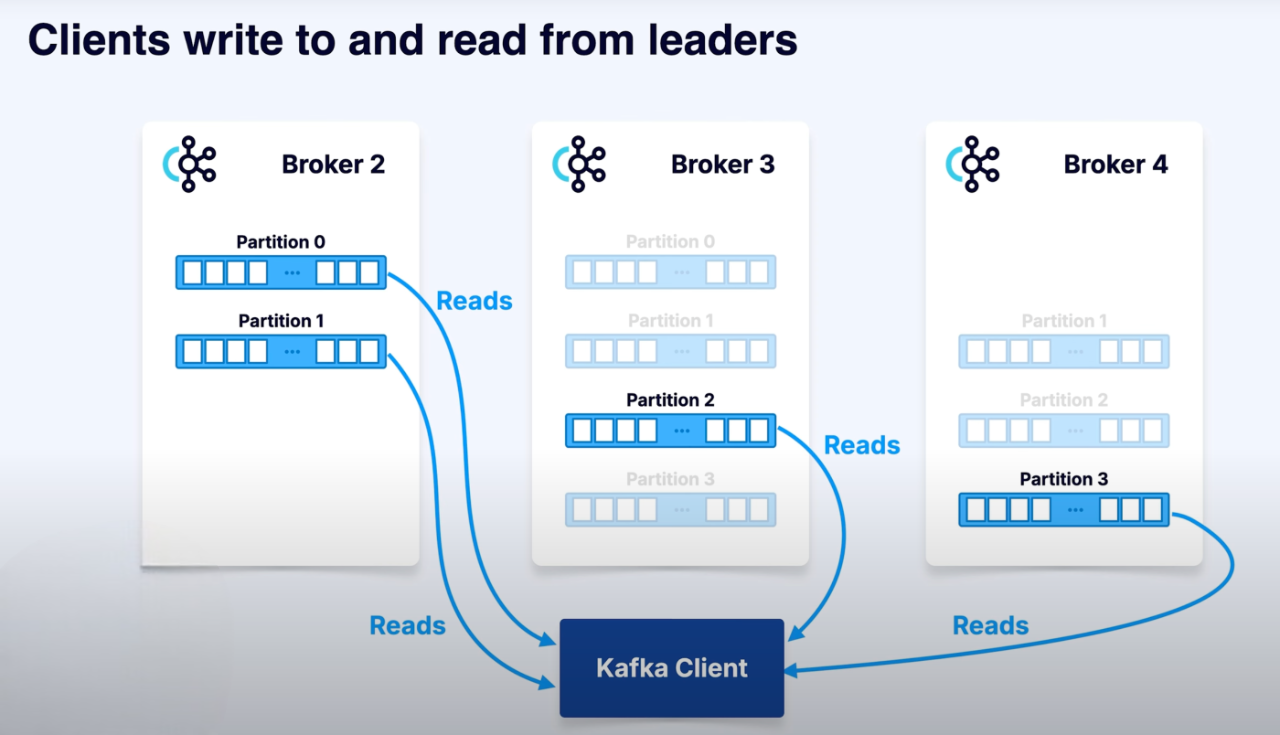 Clients write to and read from leaders
Broker 2
Partition 0
...
Partition 1
...
Broker 3
Partition 0
...
Partition 1
...
Partition 2
...
Partition 3
...
Broker 4
Partition 1
...
Partition 2
...
Partition 3
...
Reads
Reads
Reads
Reads
Kafka Client